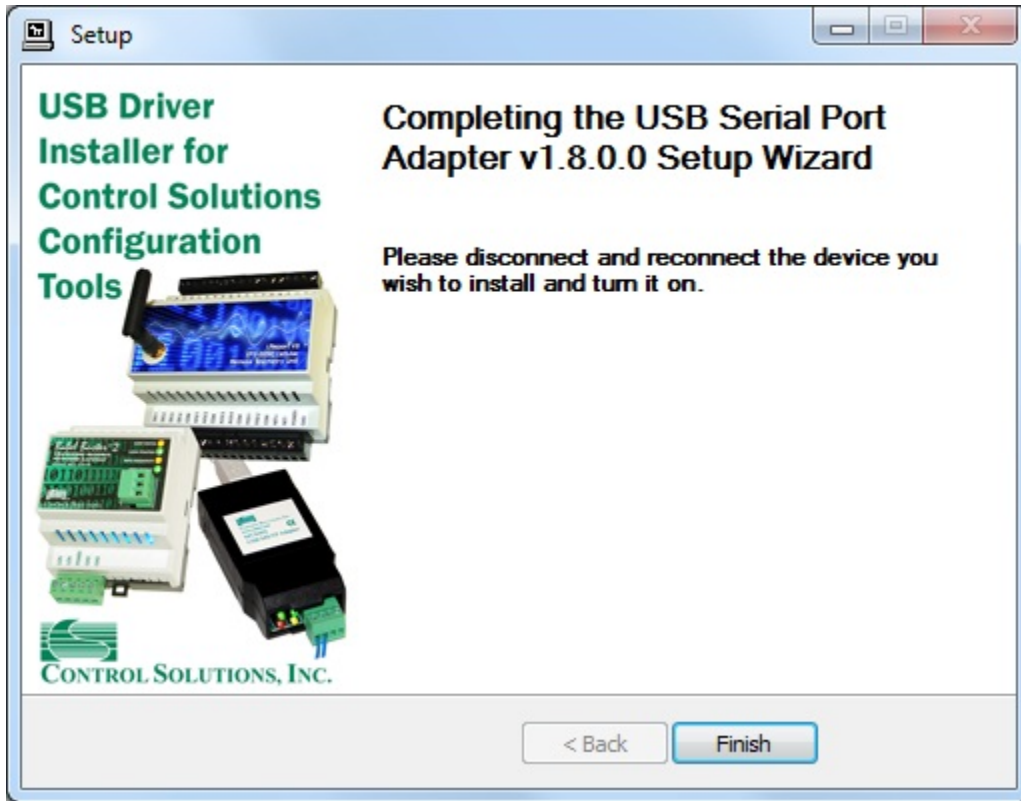 Setup
USB Driver
Installer for
Control Solutions
Configuration
Tools
Completing the USB Serial Port
Adapter v1.8.0.0 Setup Wizard
Please disconnect and reconnect the device you
wish to install and turn it on.
CONTROL SOLUTIONS, INC.
< Back
Finish